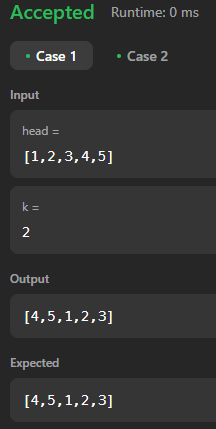 Accepted Runtime: 0 ms
• Case 1 • Case 2
Input
head =
[1,2,3,4,5]
k =
2
Output
[4,5,1,2,3]
Expected
[4,5,1,2,3]